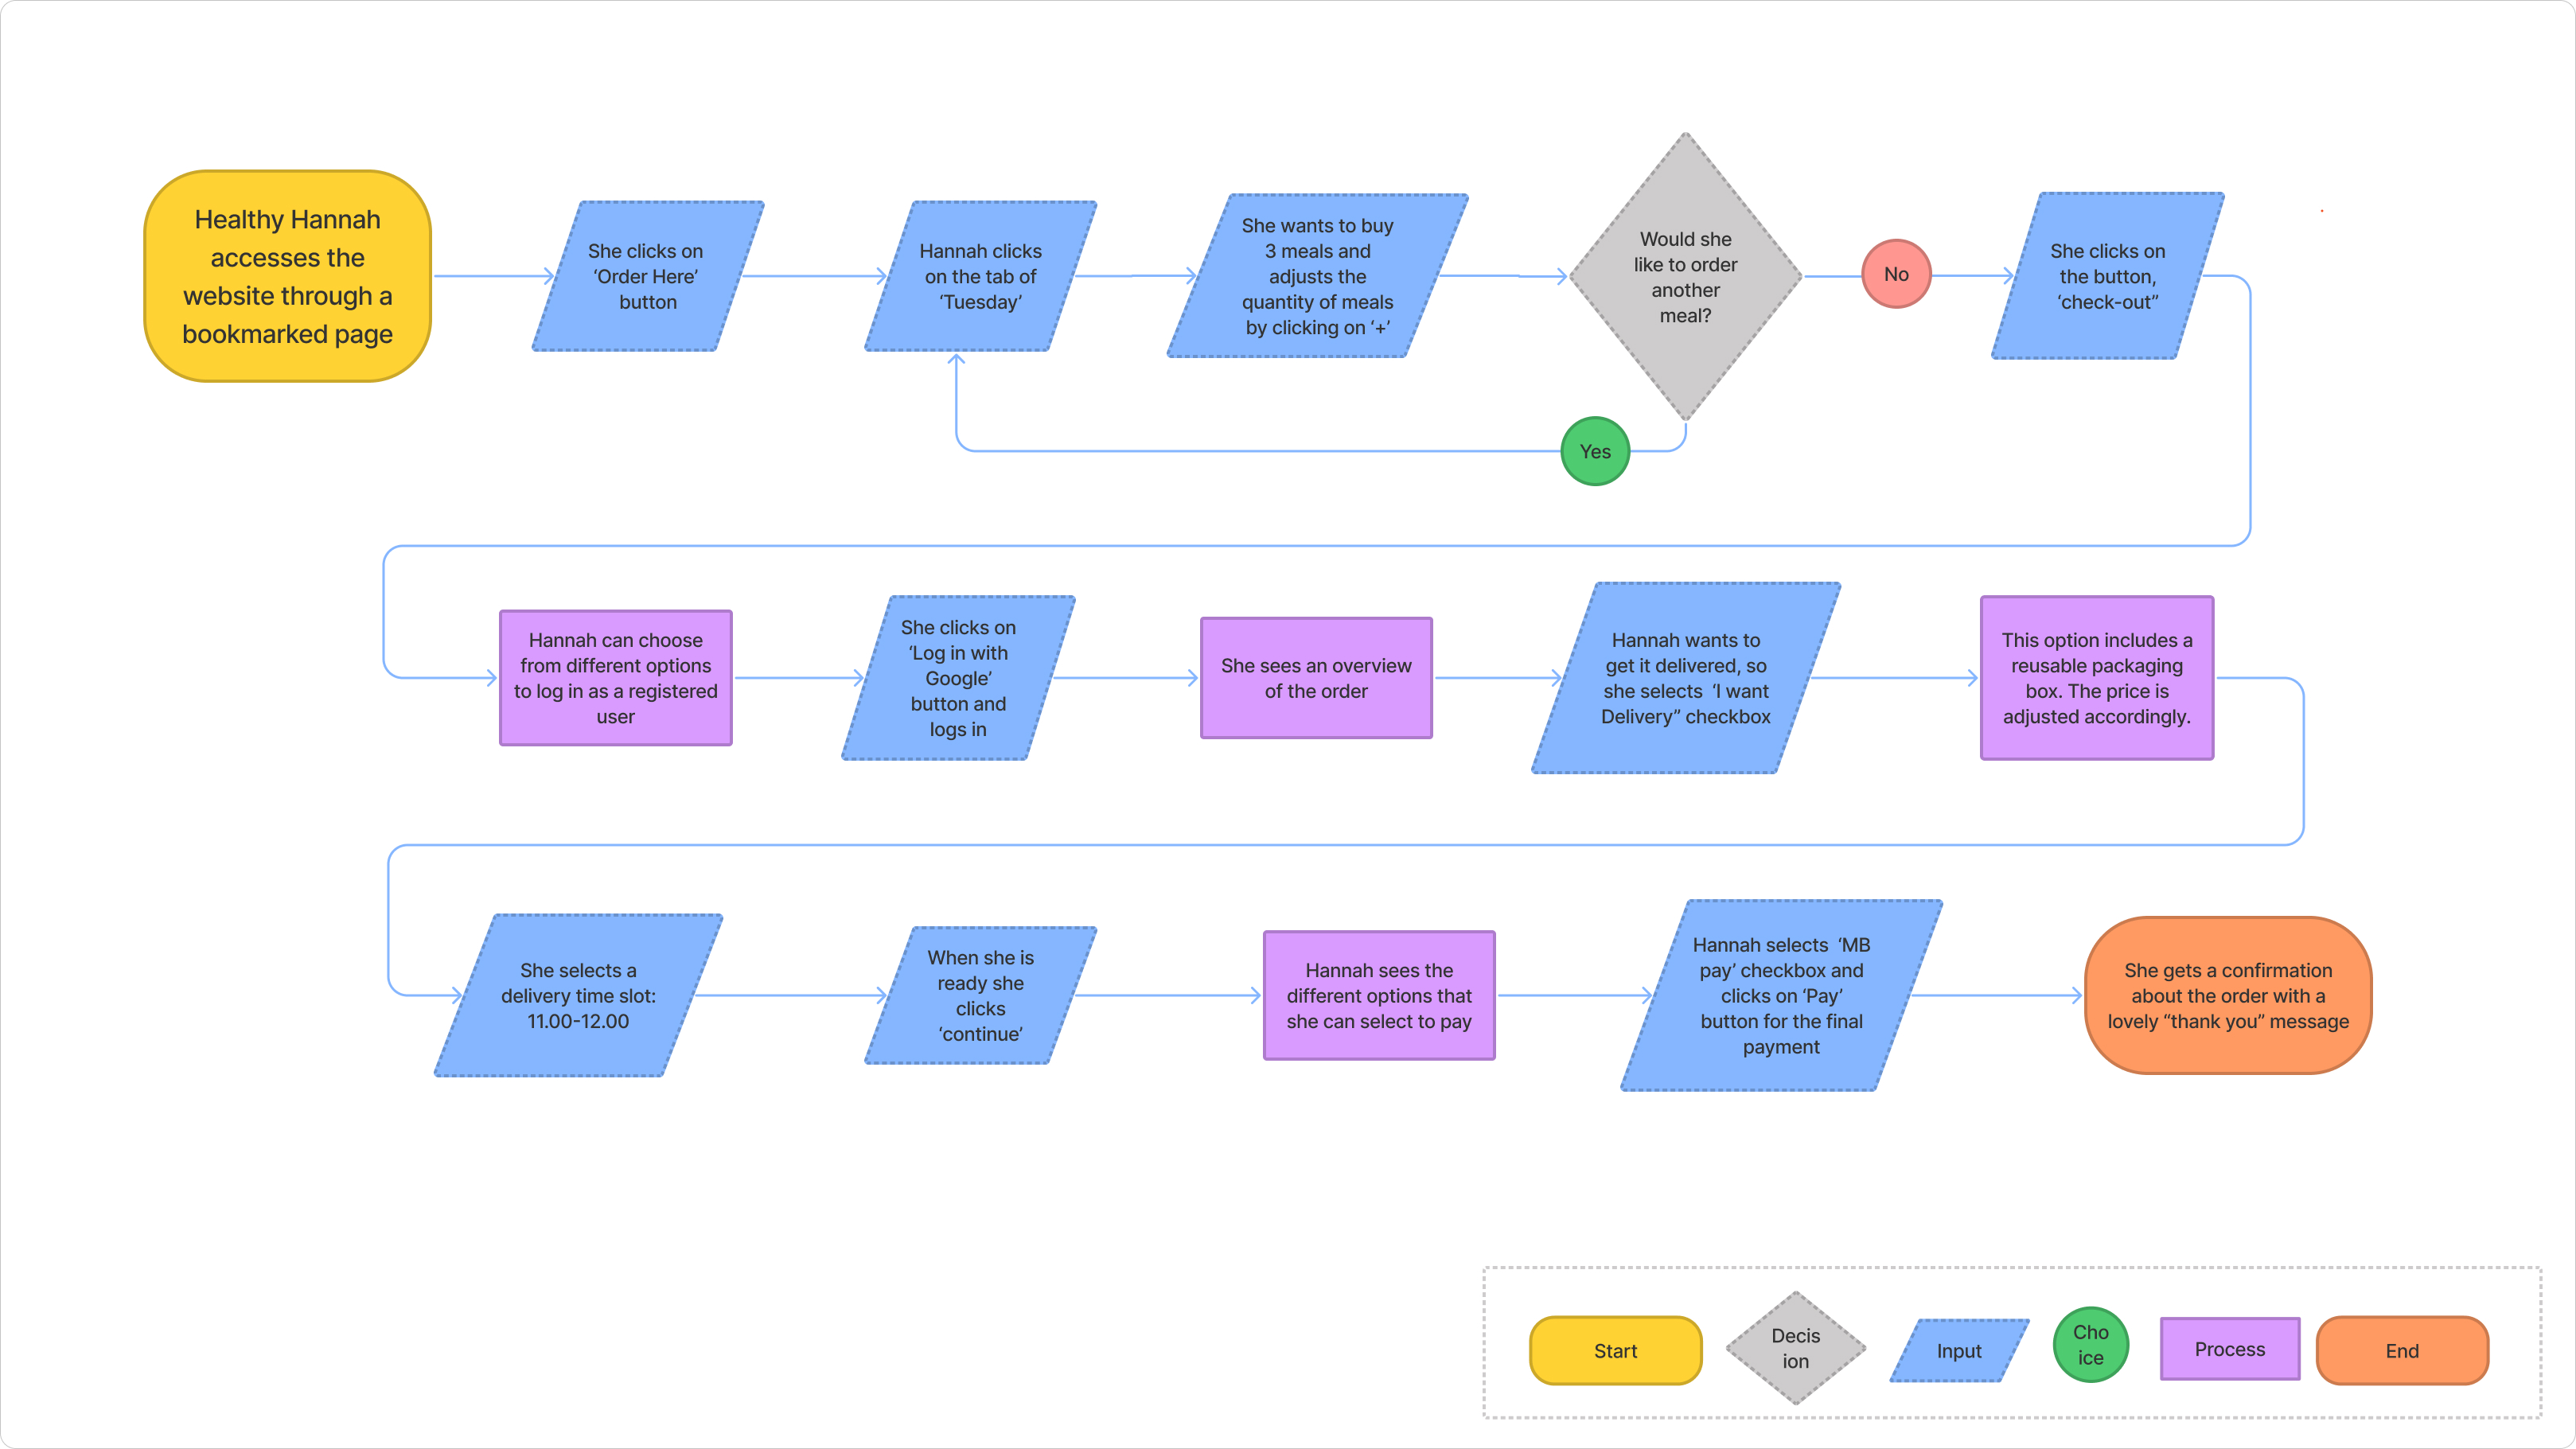 Healthy Hannah
accesses the
website through a
bookmarked page
She clicks on
‘Order Here’
button
Hannah clicks
on the tab of
‘Tuesday’
She wants to buy
3 meals and
adjusts the
quantity of meals
by clicking on ‘+’
Would she
like to order
another
meal?
No
She clicks on
the button,
‘check-out”
Yes
Hannah can choose
from different options
to log in as a registered
user
She clicks on
‘Log in with
Google’
button and
logs in
She sees an overview
of the order
Hannah wants to
get it delivered, so
she selects  ‘I want
Delivery” checkbox
This option includes a
reusable packaging
box. The price is
adjusted accordingly.
She selects a
delivery time slot:
11.00-12.00
When she is
ready she
clicks
‘continue’
Hannah sees the
different options that
she can select to pay
Hannah selects  ‘MB
pay’ checkbox and
clicks on ‘Pay’
button for the final
payment
She gets a confirmation
about the order with a
lovely “thank you” message
Start
Decis
ion
Input
Cho
ice
Process
End